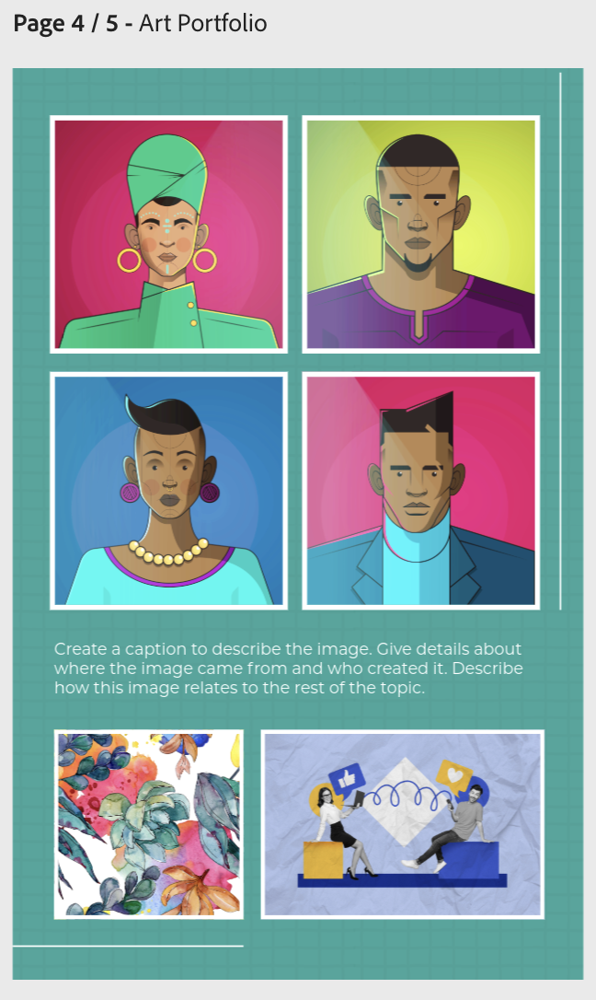 Page 4 / 5 - Art Portfolio
Create a caption to describe the image. Give details about
where the image came from and who created it. Describe
how this image relates to the rest of the topic.